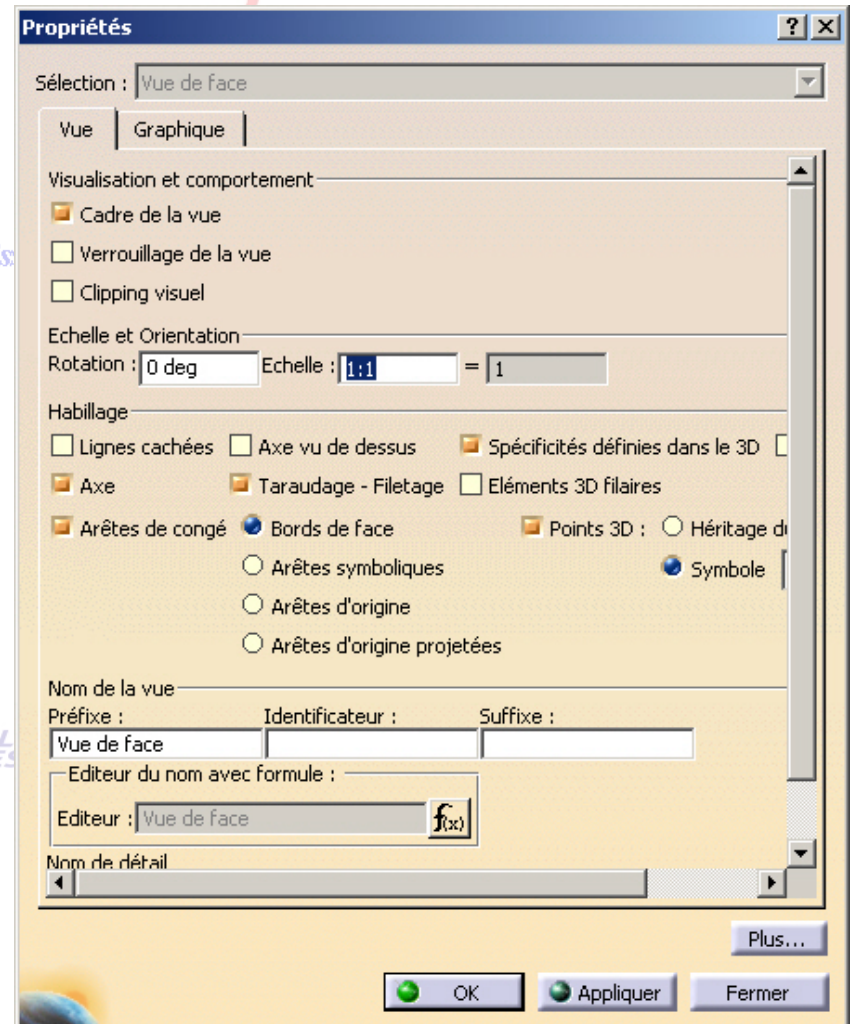 Propriétés
Sélection : Vue de face
Vue Graphique
Visualisation et comportement
Cadre de la vue
Verrouillage de la vue
Clipping visuel
Echelle et Orientation
Rotation : 0 deg Echelle : 1:1 = 1
Habillage
Lignes cachées Axe vu de dessus Spécificités définies dans le 3D
Axe Taraudage - Filetage Eléments 3D filaires
Arêtes de congé Bords de face Points 3D : Héritage du
Arêtes symboliques Symbole
Arêtes d'origine
Arêtes d'origine projetées
Nom de la vue
Préfixe : Identificateur : Suffixe :
Vue de face
Editeur du nom avec formule :
Editeur : Vue de face f(x)
Nom de détail
Plus...
OK Appliquer Fermer